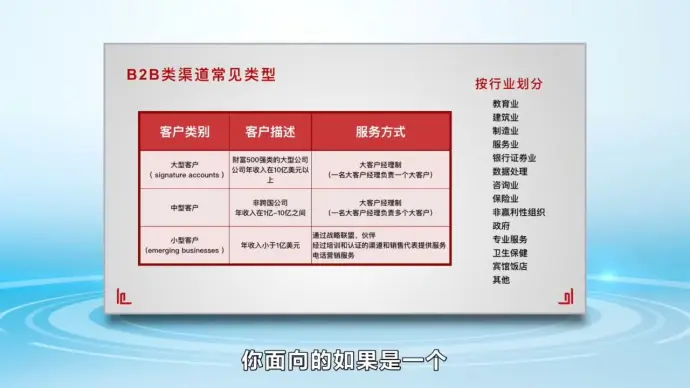 B2B类渠道常见类型
按行业划分
客户类别 客户描述 服务方式
大型客户
（signature accounts）
财富500强类的大型公司
公司年收入在10亿美元以
上
大客户经理制
（一名大客户经理负责一个大客户）
中型客户
非跨国公司
年收入在1亿-10亿之间
大客户经理制
（一名大客户经理负责多个大客户）
小型客户
（emerging businesses）
年收入小于1亿美元
通过战略联盟、伙伴
经过培训和认证的渠道和销售代表提供服务
电话营销服务
教育业
建筑业
制造业
服务业
银行证券业
数据处理
咨询业
保险业
非赢利性组织
政府
专业服务
卫生保健
宾馆饭店
其他
你面向的如果是一个